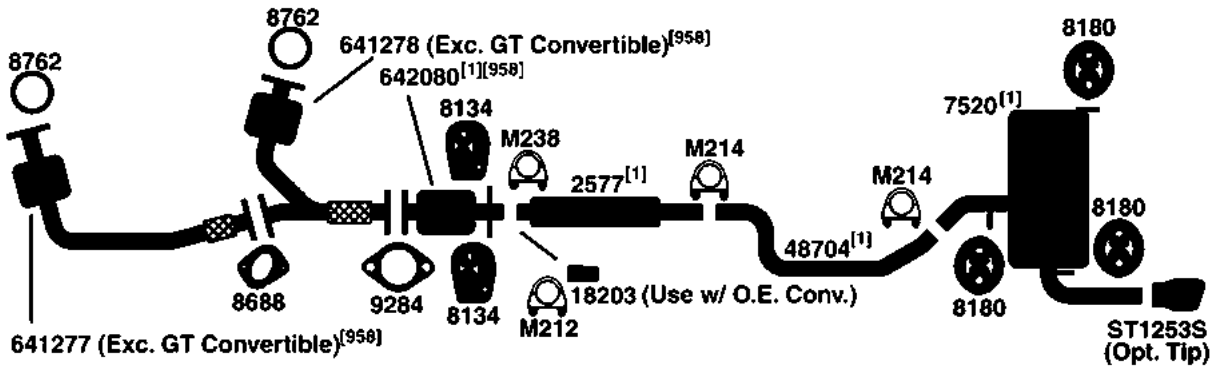 8762
8762
641278 (Exc. GT Convertible)[958]
642080[1][958]
8134
M238
2577[1]
M214
M214
7520[1]
8180
8180
8180
48704[1]
8688
9284
8134
M212
18203 (Use w/ O.E. Conv.)
641277 (Exc. GT Convertible)[958]
ST1253S
(Opt. Tip)